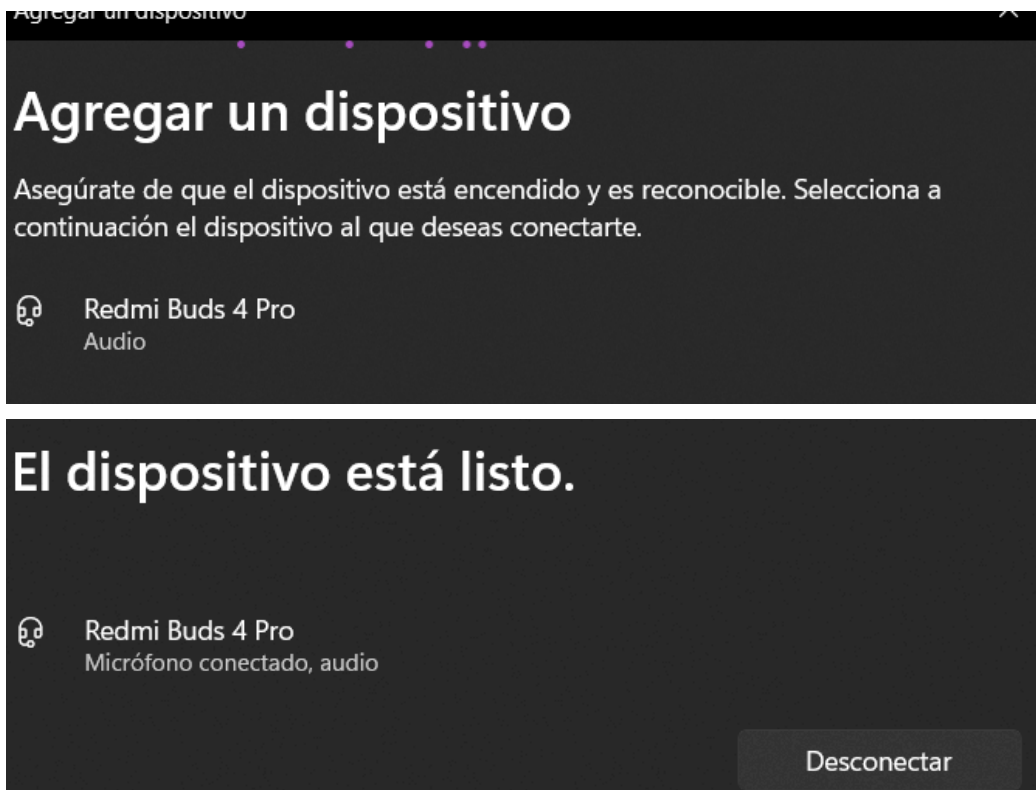 Agregar un dispositivo
Agregar un dispositivo
Asegúrate de que el dispositivo está encendido y es reconocible. Selecciona a
continuación el dispositivo al que deseas conectarte.
Redmi Buds 4 Pro
Audio
El dispositivo está listo.
Redmi Buds 4 Pro
Micrófono conectado, audio
Desconectar